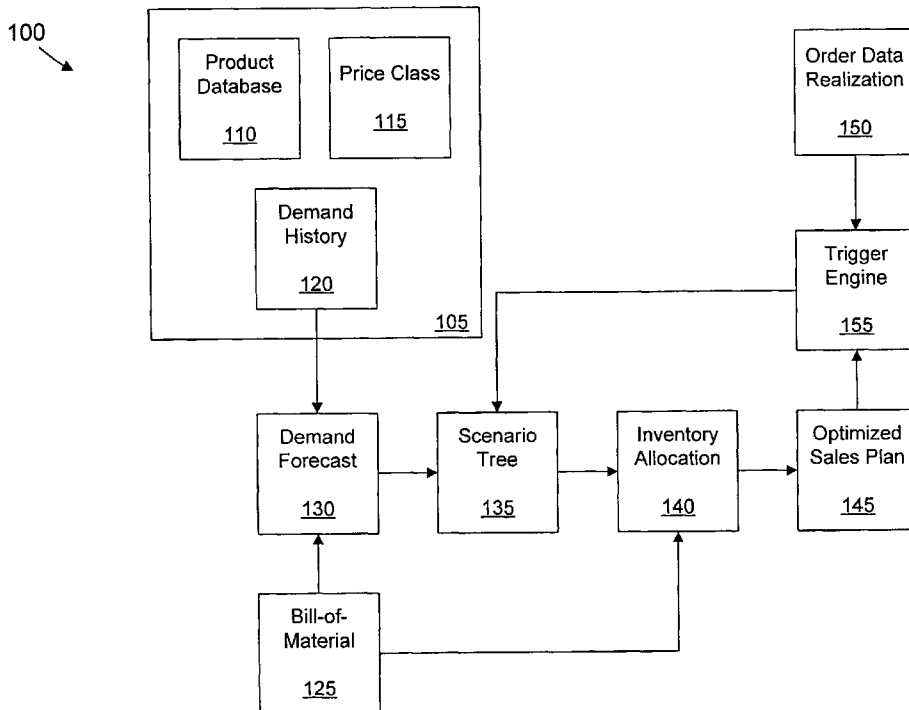 100
Product
Database
110
Price Class
115
Demand
History
120
105
Order Data
Realization
150
Trigger
Engine
155
Demand
Forecast
130
Scenario
Tree
135
Inventory
Allocation
140
Optimized
Sales Plan
145
Bill-of-
Material
125